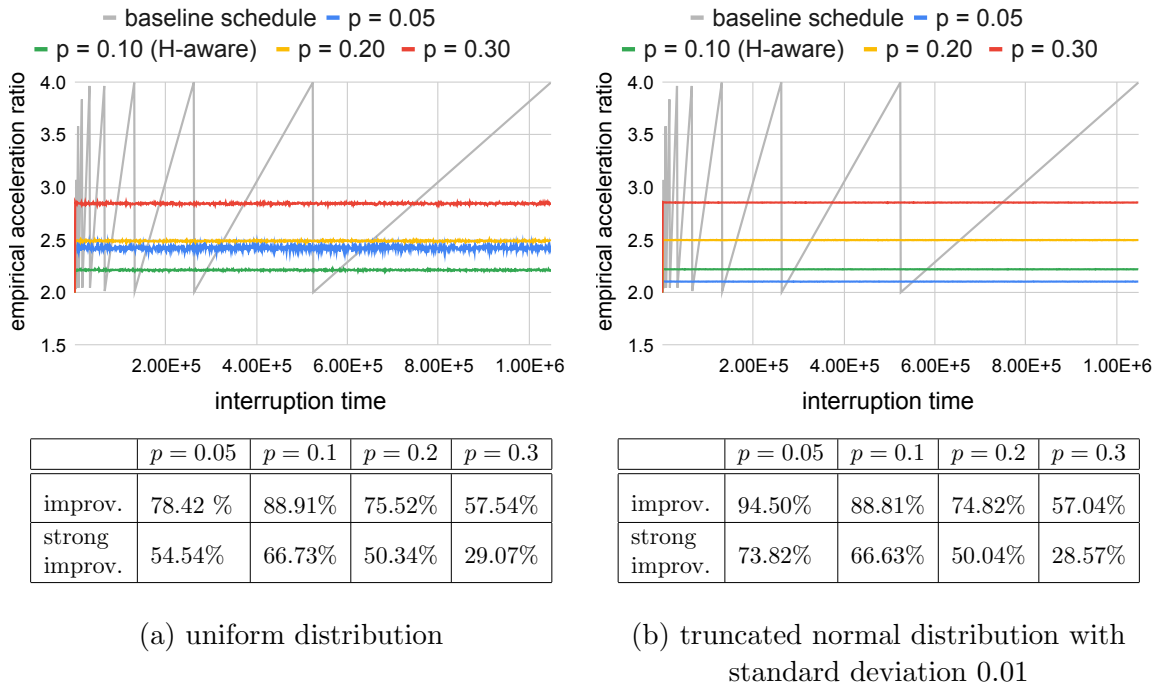 baseline schedule p = 0.05
p = 0.10 (H-aware) p = 0.20 p = 0.30
empirical acceleration ratio
4.0
3.5
3.0
2.5
2.0
1.5
2.00E+5 4.00E+5 6.00E+5 8.00E+5 1.00E+6
interruption time
p = 0.05 p = 0.1 p = 0.2 p = 0.3
improv. 78.42 % 88.91% 75.52% 57.54%
strong
improv. 54.54% 66.73% 50.34% 29.07%
(a) uniform distribution
baseline schedule p = 0.05
p = 0.10 (H-aware) p = 0.20 p = 0.30
empirical acceleration ratio
4.0
3.5
3.0
2.5
2.0
1.5
2.00E+5 4.00E+5 6.00E+5 8.00E+5 1.00E+6
interruption time
p = 0.05 p = 0.1 p = 0.2 p = 0.3
improv. 94.50% 88.81% 74.82% 57.04%
strong
improv. 73.82% 66.63% 50.04% 28.57%
(b) truncated normal distribution with
standard deviation 0.01